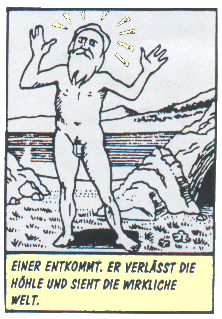 EINER ENTKOMMT. ER VERLÄSST DIE
HÖHLE UND SIEHT DIE WIRKLICHE
WELT.